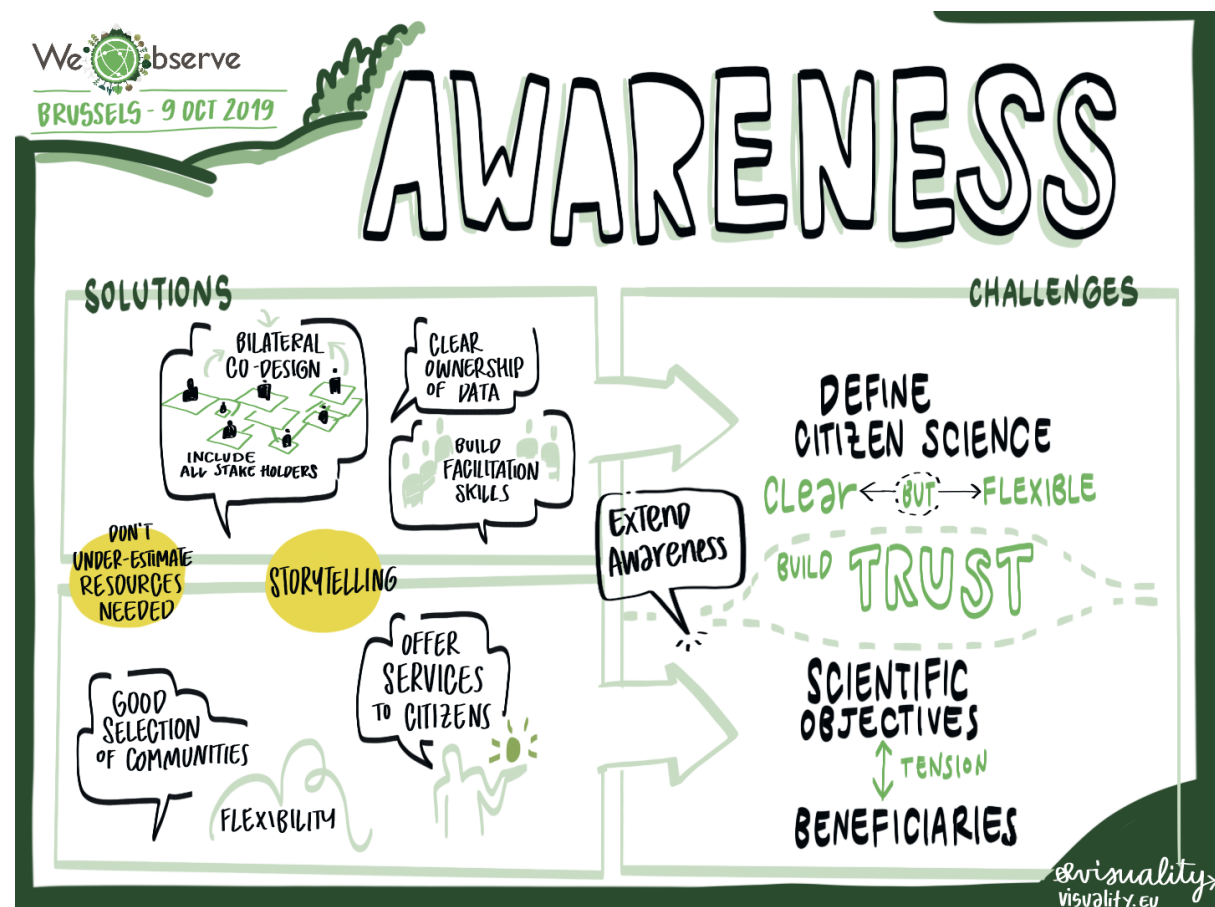 We Observe
BRUSSELS - 9 OCT 2019
AWARENESS
SOLUTIONS
BILATERAL
CO-DESIGN
INCLUDE
ALL STAKE HOLDERS
CLEAR
OWNERSHIP
OF DATA
BUILD
FACILITATION
SKILLS
DON'T
UNDER-ESTIMATE
RESOURCES
NEEDED
STORYTELLING
GOOD
SELECTION
OF COMMUNITIES
FLEXIBILITY
OFFER
SERVICES
TO CITIZENS
EXTEND
AWARENESS
CHALLENGES
DEFINE
CITIZEN SCIENCE
CLEAR BUT FLEXIBLE
BUILD TRUST
SCIENTIFIC
OBJECTIVES
TENSION
BENEFICIARIES
visuality
VISUALITY.EU